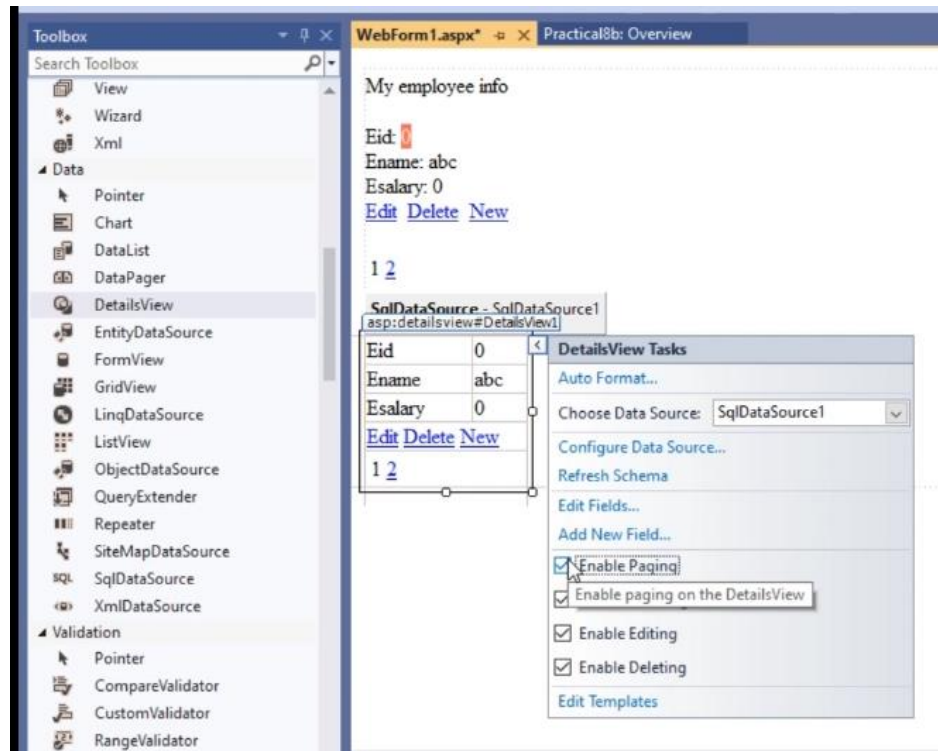 Toolbox
Search Toolbox
View
Wizard
Xml
Data
Pointer
Chart
DataList
DataPager
DetailsView
EntityDataSource
FormView
GridView
LinqDataSource
ListView
ObjectDataSource
QueryExtender
Repeater
SiteMapDataSource
SQL SqlDataSource
XmlDataSource
Validation
Pointer
CompareValidator
CustomValidator
RangeValidator
WebForm1.aspx* Practical8b: Overview
My employee info
Eid: 0
Ename: abc
Esalary: 0
Edit Delete New
1 2
SqlDataSource - SqlDataSource1
asp:detailsview#DetailsView1
Eid 0
Ename abc
Esalary 0
Edit Delete New
1 2
DetailsView Tasks
Auto Format...
Choose Data Source: SqlDataSource1
Configure Data Source...
Refresh Schema
Edit Fields...
Add New Field...
Enable Paging
Enable paging on the DetailsView
Enable Editing
Enable Deleting
Edit Templates